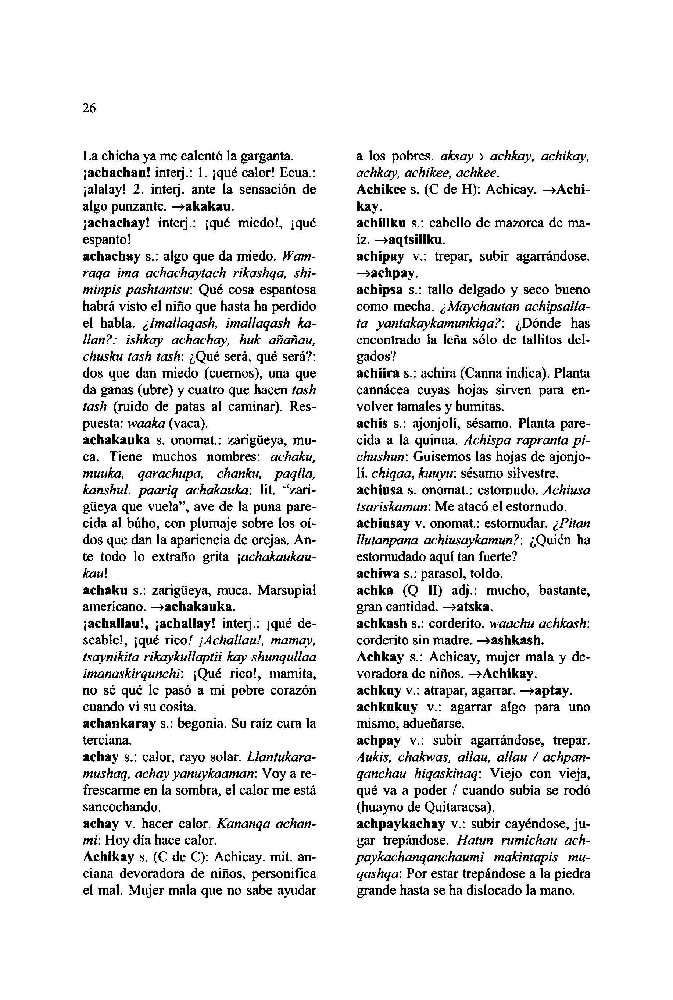 26
La chicha ya me calentó la garganta.
¡achachau! interj.: 1. ¡qué calor! Ecua.:
¡alalay! 2. interj. ante la sensación de
algo punzante. →akakau.
¡achachay! interj.: ¡qué miedo!, ¡qué
espanto!
achachay s.: algo que da miedo. Wam-
raqa ima achachaytach rikashqa, shi-
minpis pashtantsu: Qué cosa espantosa
habrá visto el niño que hasta ha perdido
el habla. ¿Imallaqash, imallaqash ka-
llan?: ishkay achachay, huk añañau,
chusku tash tash: ¿Qué será, qué será?:
dos que dan miedo (cuernos), una que
da ganas (ubre) y cuatro que hacen tash
tash (ruido de patas al caminar). Res-
puesta: waaka (vaca).
achakauka s. onomat.: zarigüeya, mu-
ca. Tiene muchos nombres: achaku,
muuka, qarachupa, chanku, paqlla,
kanshul. paariq achakauka: lit. “zari-
güeya que vuela”, ave de la puna pare-
cida al búho, con plumaje sobre los oí-
dos que dan la apariencia de orejas. An-
te todo lo extraño grita ¡achakaukau-
kau!
achaku s.: zarigüeya, muca. Marsupial
americano. →achakauka.
¡achallau!, ¡achallay! interj.: ¡qué de-
seable!, ¡qué rico! ¡Achallau!, mamay,
tsaynikita rikaykullaptii kay shunqullaa
imanaskirqunchi: ¡Qué rico!, mamita,
no sé qué le pasó a mi pobre corazón
cuando vi su cosita.
achankaray s.: begonia. Su raíz cura la
terciana.
achay s.: calor, rayo solar. Llantukara-
mushaq, achay yanuykaaman: Voy a re-
frescarme en la sombra, el calor me está
sancochando.
achay v. hacer calor. Kananqa achan-
mi: Hoy día hace calor.
Achikay s. (C de C): Achicay. mit. an-
ciana devoradora de niños, personifica
el mal. Mujer mala que no sabe ayudar
a los pobres. aksay > achkay, achikay,
achkay, achikee, achkee.
Achikee s. (C de H): Achicay. →Achi-
kay.
achillku s.: cabello de mazorca de ma-
íz. →aqtsillku.
achipay v.: trepar, subir agarrándose.
→achpay.
achipsa s.: tallo delgado y seco bueno
como mecha. ¿Maychautan achipsalla-
ta yantakaykamunkiqa?: ¿Dónde has
encontrado la leña sólo de tallitos del-
gados?
achiira s.: achira (Canna indica). Planta
cannácea cuyas hojas sirven para en-
volver tamales y humitas.
achis s.: ajonjolí, sésamo. Planta pare-
cida a la quinua. Achispa rapranta pi-
chushun: Guisemos las hojas de ajonjo-
lí. chiqaa, kuuyu: sésamo silvestre.
achiusa s. onomat.: estornudo. Achiusa
tsariskaman: Me atacó el estornudo.
achiusay v. onomat.: estornudar. ¿Pitan
llutanpana achiusaykamun?: ¿Quién ha
estornudado aquí tan fuerte?
achiwa s.: parasol, toldo.
achka (Q II) adj.: mucho, bastante,
gran cantidad. →atska.
achkash s.: corderito. waachu achkash:
corderito sin madre. →ashkash.
Achkay s.: Achicay, mujer mala y de-
voradora de niños. →Achikay.
achkuy v.: atrapar, agarrar. →aptay.
achkukuy v.: agarrar algo para uno
mismo, adueñarse.
achpay v.: subir agarrándose, trepar.
Aukis, chakwas, allau, allau / achpan-
qanchau hiqaskinaq: Viejo con vieja,
qué va a poder / cuando subía se rodó
(huayno de Quitaracsa).
achpaykachay v.: subir cayéndose, ju-
gar trepándose. Hatun rumichau ach-
paykachanqanchaumi makintapis mu-
qashqa: Por estar trepándose a la piedra
grande hasta se ha dislocado la mano.